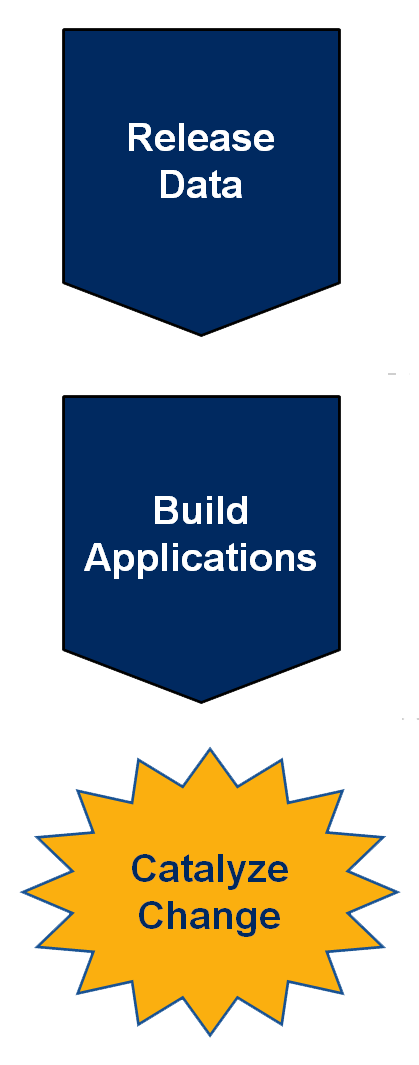 Release
Data
Build
Applications
Catalyze
Change